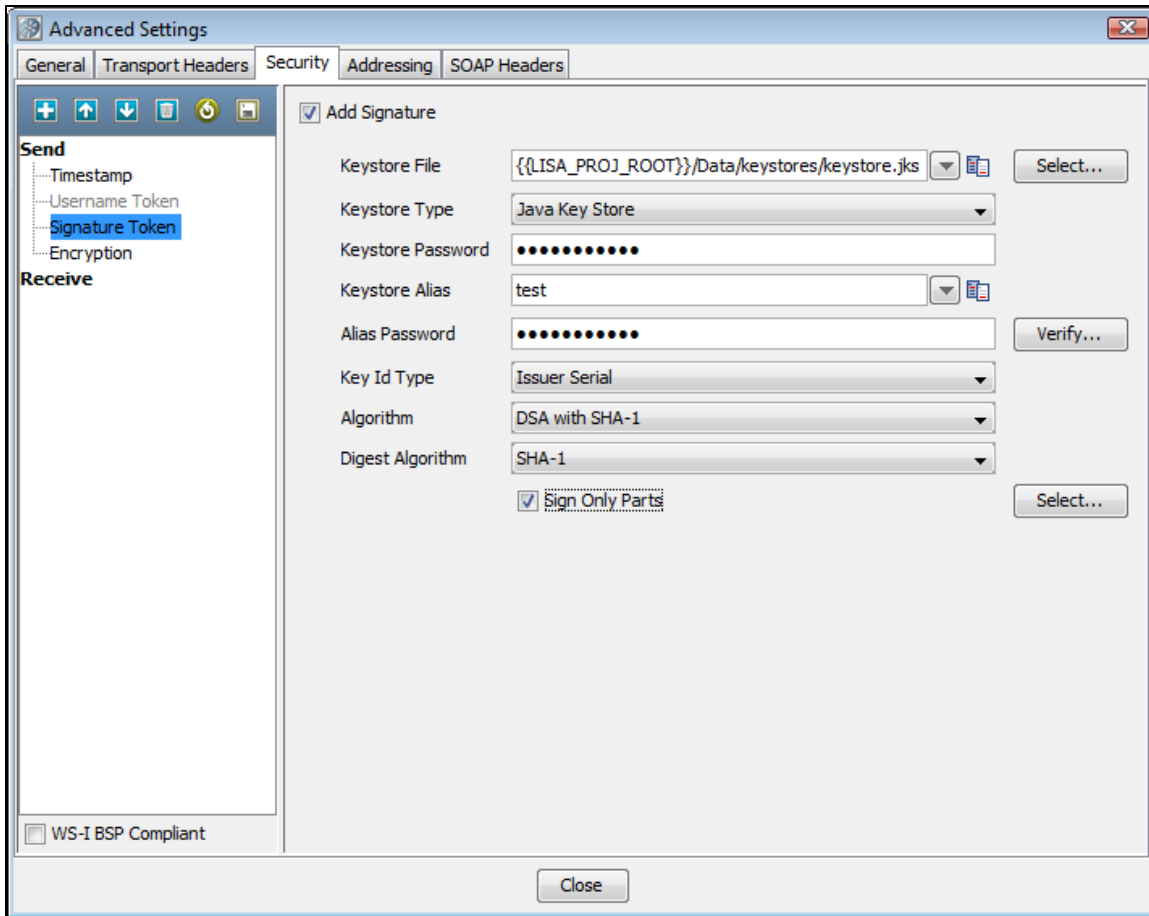 Advanced Settings
General Transport Headers Security Addressing SOAP Headers
Add Signature
Send
Timestamp
Username Token
Signature Token
Encryption
Receive
Keystore File {{LISA_PROJ_ROOT}}/Data/keystores/keystore.jks Select...
Keystore Type Java Key Store
Keystore Password •••••••••••
Keystore Alias test
Alias Password ••••••••••• Verify...
Key Id Type Issuer Serial
Algorithm DSA with SHA-1
Digest Algorithm SHA-1
Sign Only Parts Select...
WS-I BSP Compliant
Close